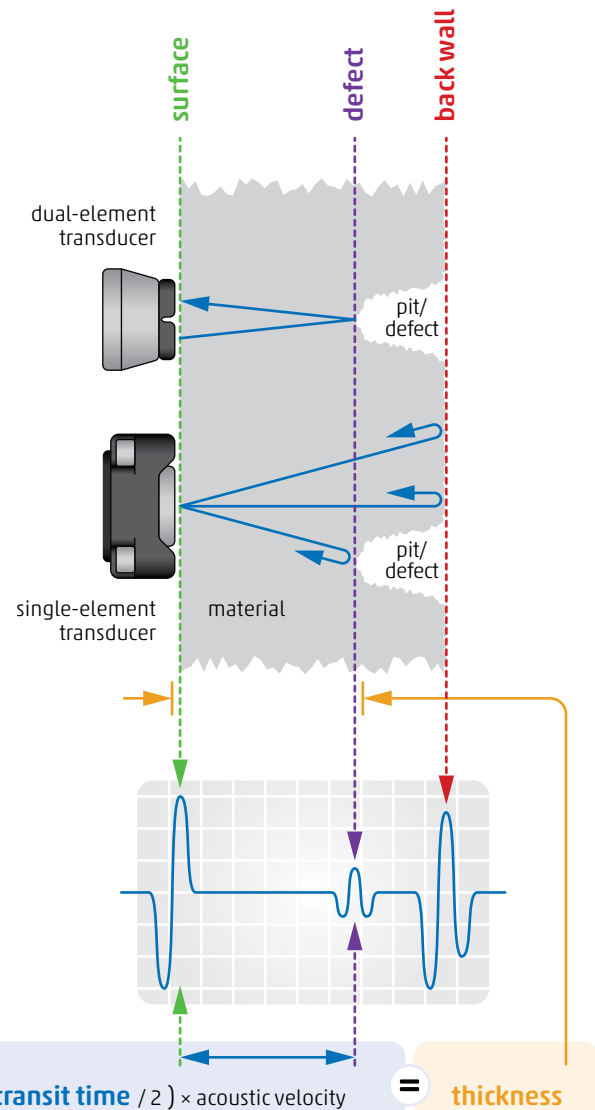 surface
defect
back wall
dual-element
transducer
pit/
defect
pit/
defect
single-element
transducer
material
transit time / 2 ) × acoustic velocity
=
thickness